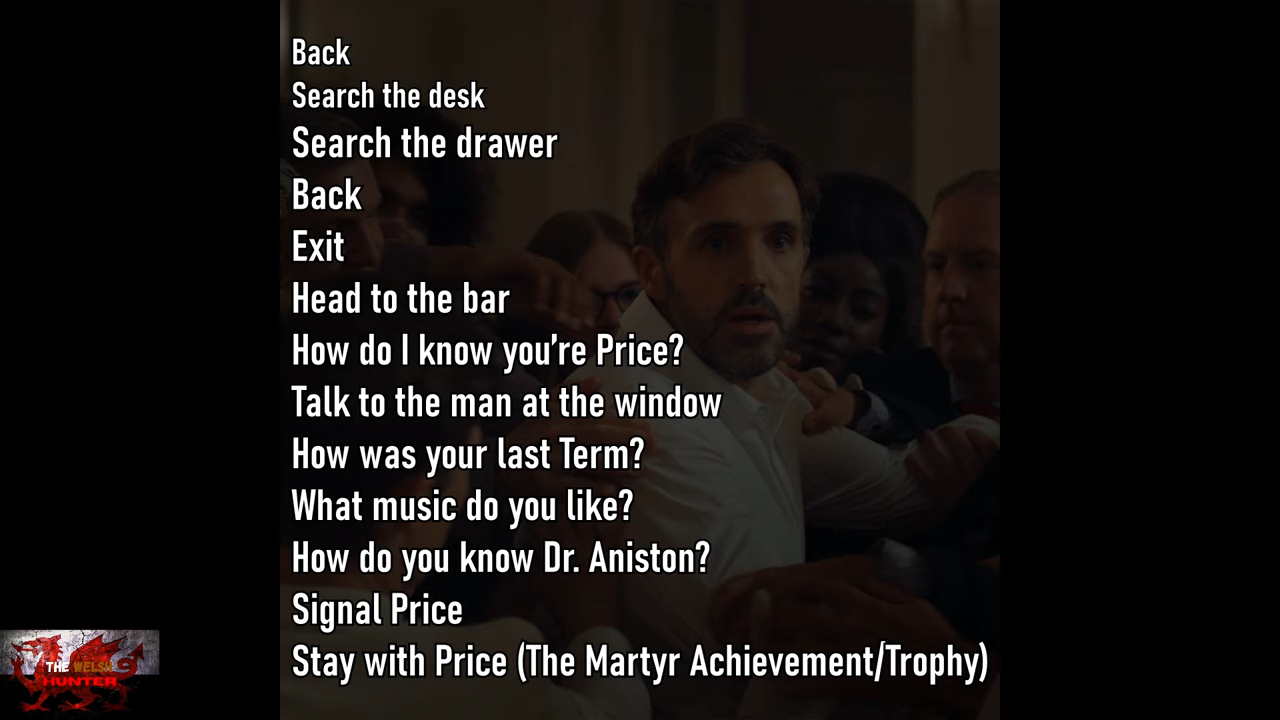 Back
Search the desk
Search the drawer
Back
Exit
Head to the bar
How do I know you’re Price?
Talk to the man at the window
How was your last Term?
What music do you like?
How do you know Dr. Aniston?
Signal Price
Stay with Price (The Martyr Achievement/Trophy)
THE WELSH
HUNTER